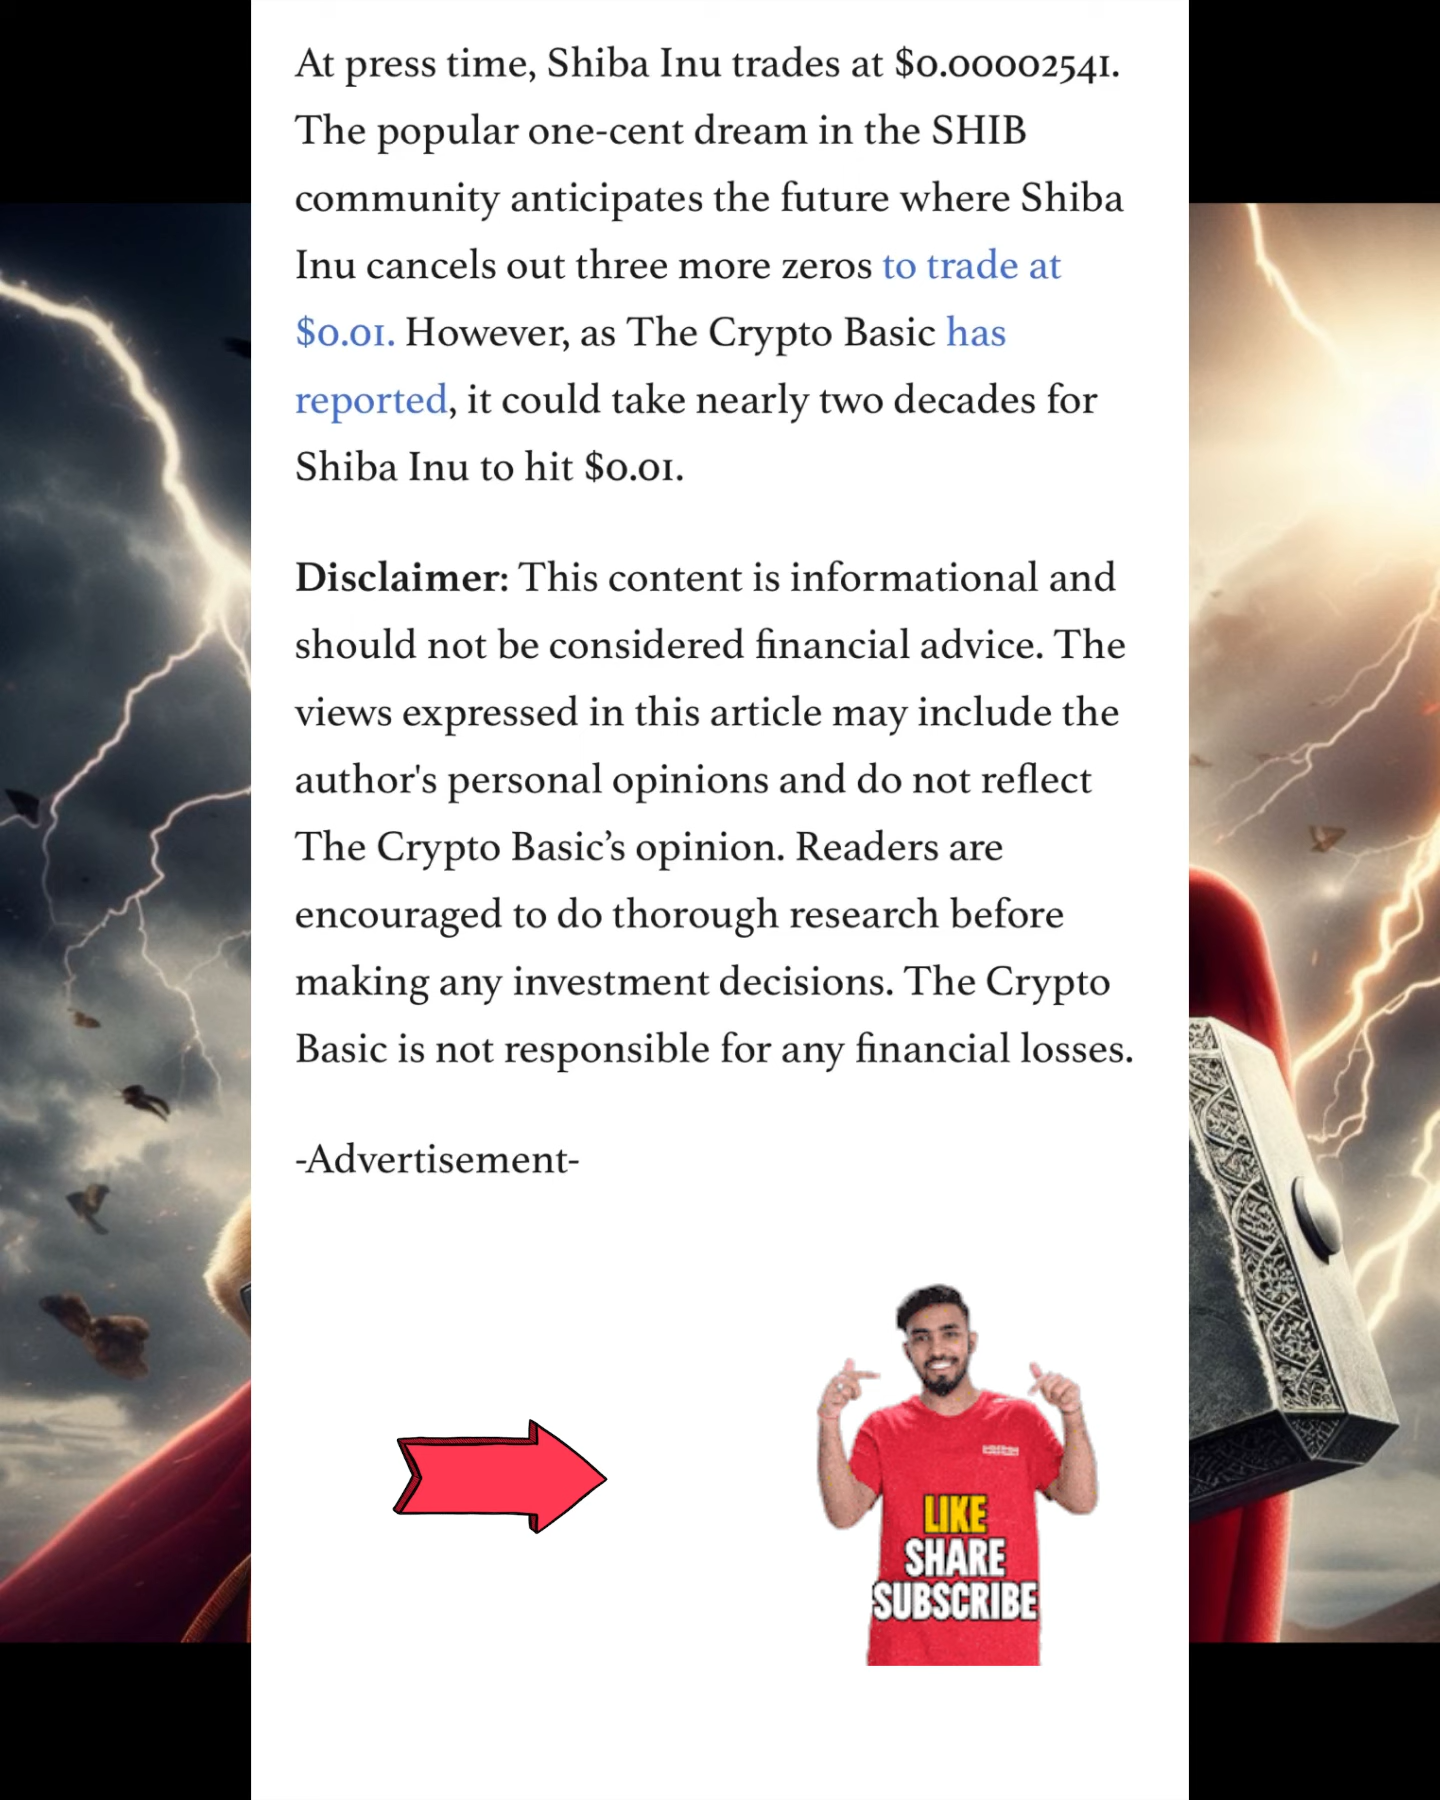 At press time, Shiba Inu trades at $0.00002541.
The popular one-cent dream in the SHIB
community anticipates the future where Shiba
Inu cancels out three more zeros to trade at
$0.01. However, as The Crypto Basic has
reported, it could take nearly two decades for
Shiba Inu to hit $0.01.
Disclaimer: This content is informational and
should not be considered financial advice. The
views expressed in this article may include the
author's personal opinions and do not reflect
The Crypto Basic’s opinion. Readers are
encouraged to do thorough research before
making any investment decisions. The Crypto
Basic is not responsible for any financial losses.
-Advertisement-
LIKE
SHARE
SUBSCRIBE